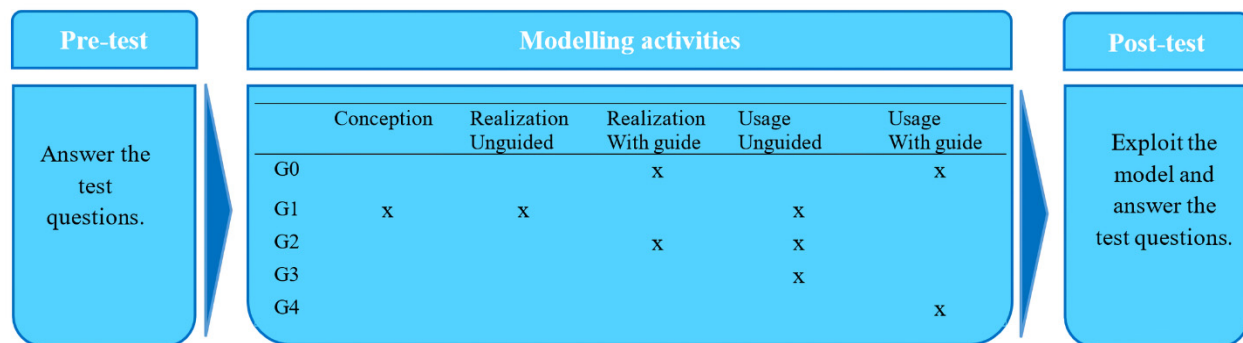 Pre-test
Modelling activities
Post-test
Answer the
test
questions.
Conception Realization Realization Usage Usage
Unguided With guide Unguided With guide
G0 x x
G1 x x x
G2 x x
G3 x
G4 x
Exploit the
model and
answer the
test questions.